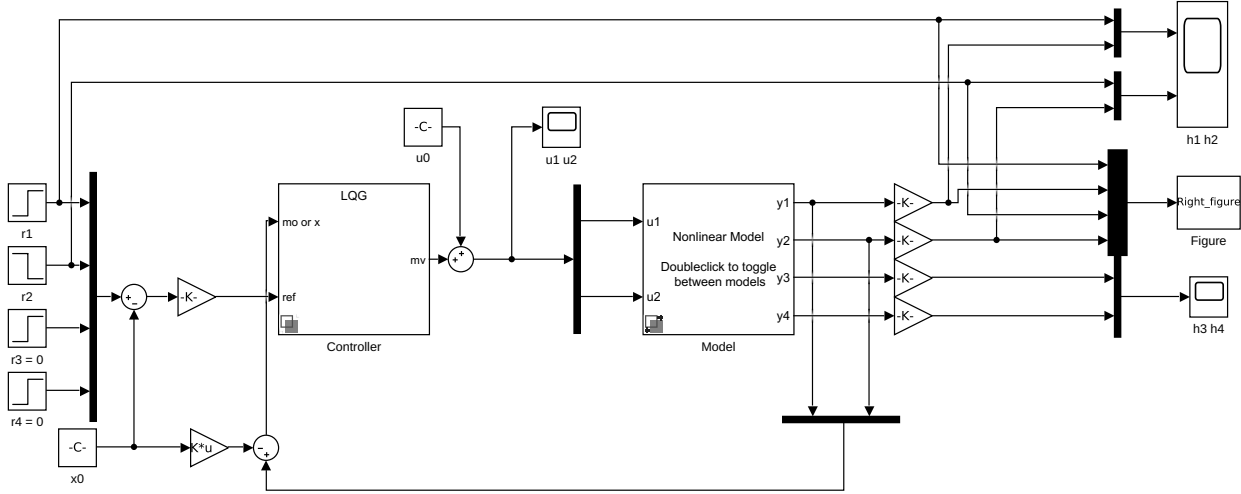 h1 h2
LQG
mo or x
mv
ref
Controller
-C-
u0
u1 u2
+
+
u1
u2
Nonlinear Model
Doubleclick to toggle
between models
y1
y2
y3
y4
Model
-K-
-K-
-K-
-K-
Right_figure
Figure
h3 h4
r1
r2
r3 = 0
r4 = 0
+
−
-K-
-C-
x0
K*u
−
+